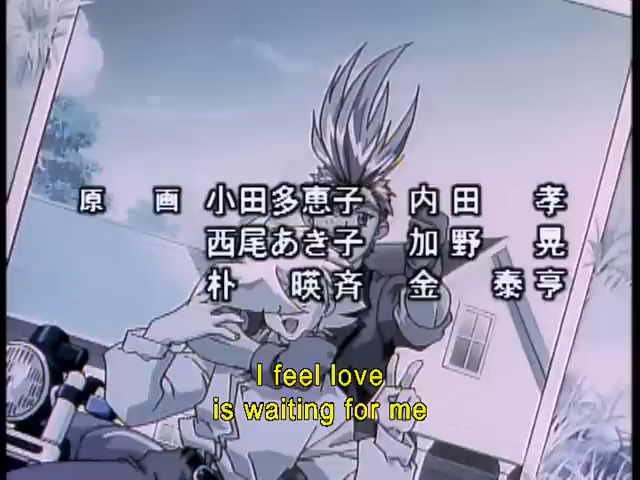 原画 小田多恵子 内田孝
西尾あき子 加野晃
朴暎斉 金泰亨
I feel love
is waiting for me